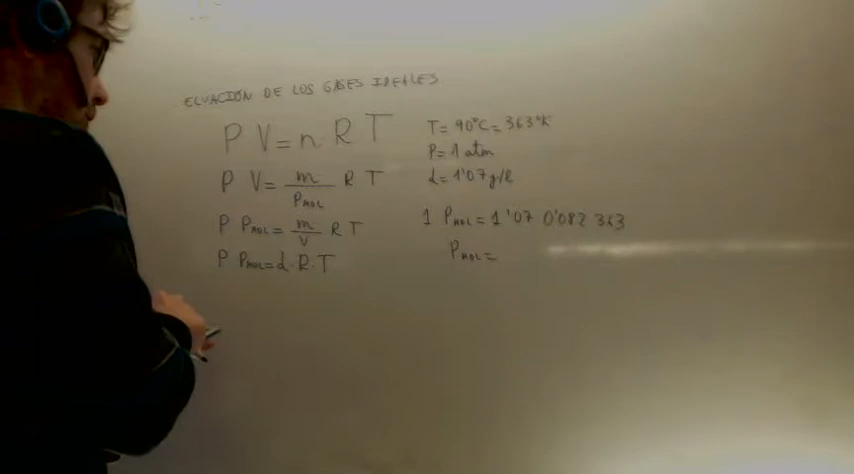 ECUACIÓN DE LOS GASES IDEALES
P V = n R T
P V = m/PMOL R T
P PMOL = m/V R T
P PMOL = d · R · T
T = 90°C = 363°K
P = 1 atm
d = 1'07 g/l
1 PMOL = 1'07 0'082 363
PMOL =